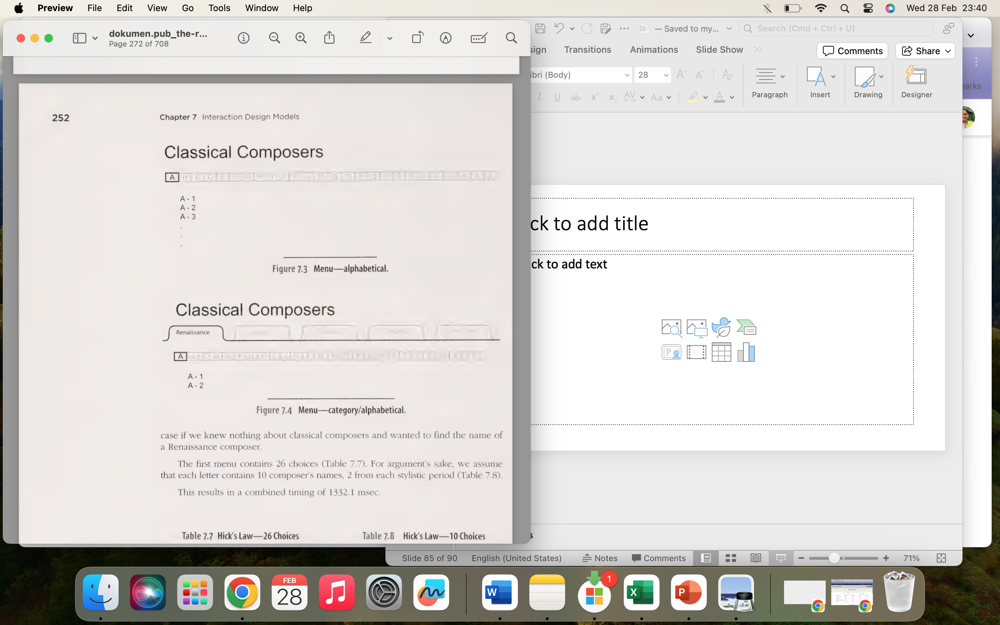 Preview File Edit View Go Tools Window Help
Wed 28 Feb 23:40
dokumen.pub_the-r...
Page 272 of 708
252
Chapter 7 Interaction Design Models
Classical Composers
A
A - 1
A - 2
A - 3
.
.
.
Figure 7.3 Menu—alphabetical.
Classical Composers
Renaissance
A
A - 1
A - 2
Figure 7.4 Menu—category/alphabetical.
case if we knew nothing about classical composers and wanted to find the name of
a Renaissance composer.
The first menu contains 26 choices (Table 7.7). For argument's sake, we assume
that each letter contains 10 composer's names, 2 from each stylistic period (Table 7.8).
This results in a combined timing of 1332.1 msec.
Table 7.7 Hick's Law—26 Choices
Table 7.8 Hick's Law—10 Choices
— Saved to my...
Search (Cmd + Ctrl + U)
sign Transitions Animations Slide Show
Comments Share
ibri (Body) 28
I U ab x² x₂ AV Aa A
Paragraph Insert Drawing Designer
arks
ck to add title
ck to add text
s
Slide 85 of 90 English (United States) Notes Comments 71%
FEB
28
W
1
X
P